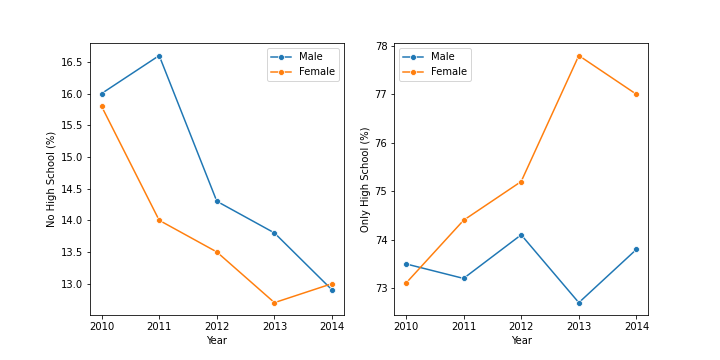 No High School (%)
16.5
16.0
15.5
15.0
14.5
14.0
13.5
13.0
Male
Female
2010 2011 2012 2013 2014
Year
Only High School (%)
78
77
76
75
74
73
Male
Female
2010 2011 2012 2013 2014
Year